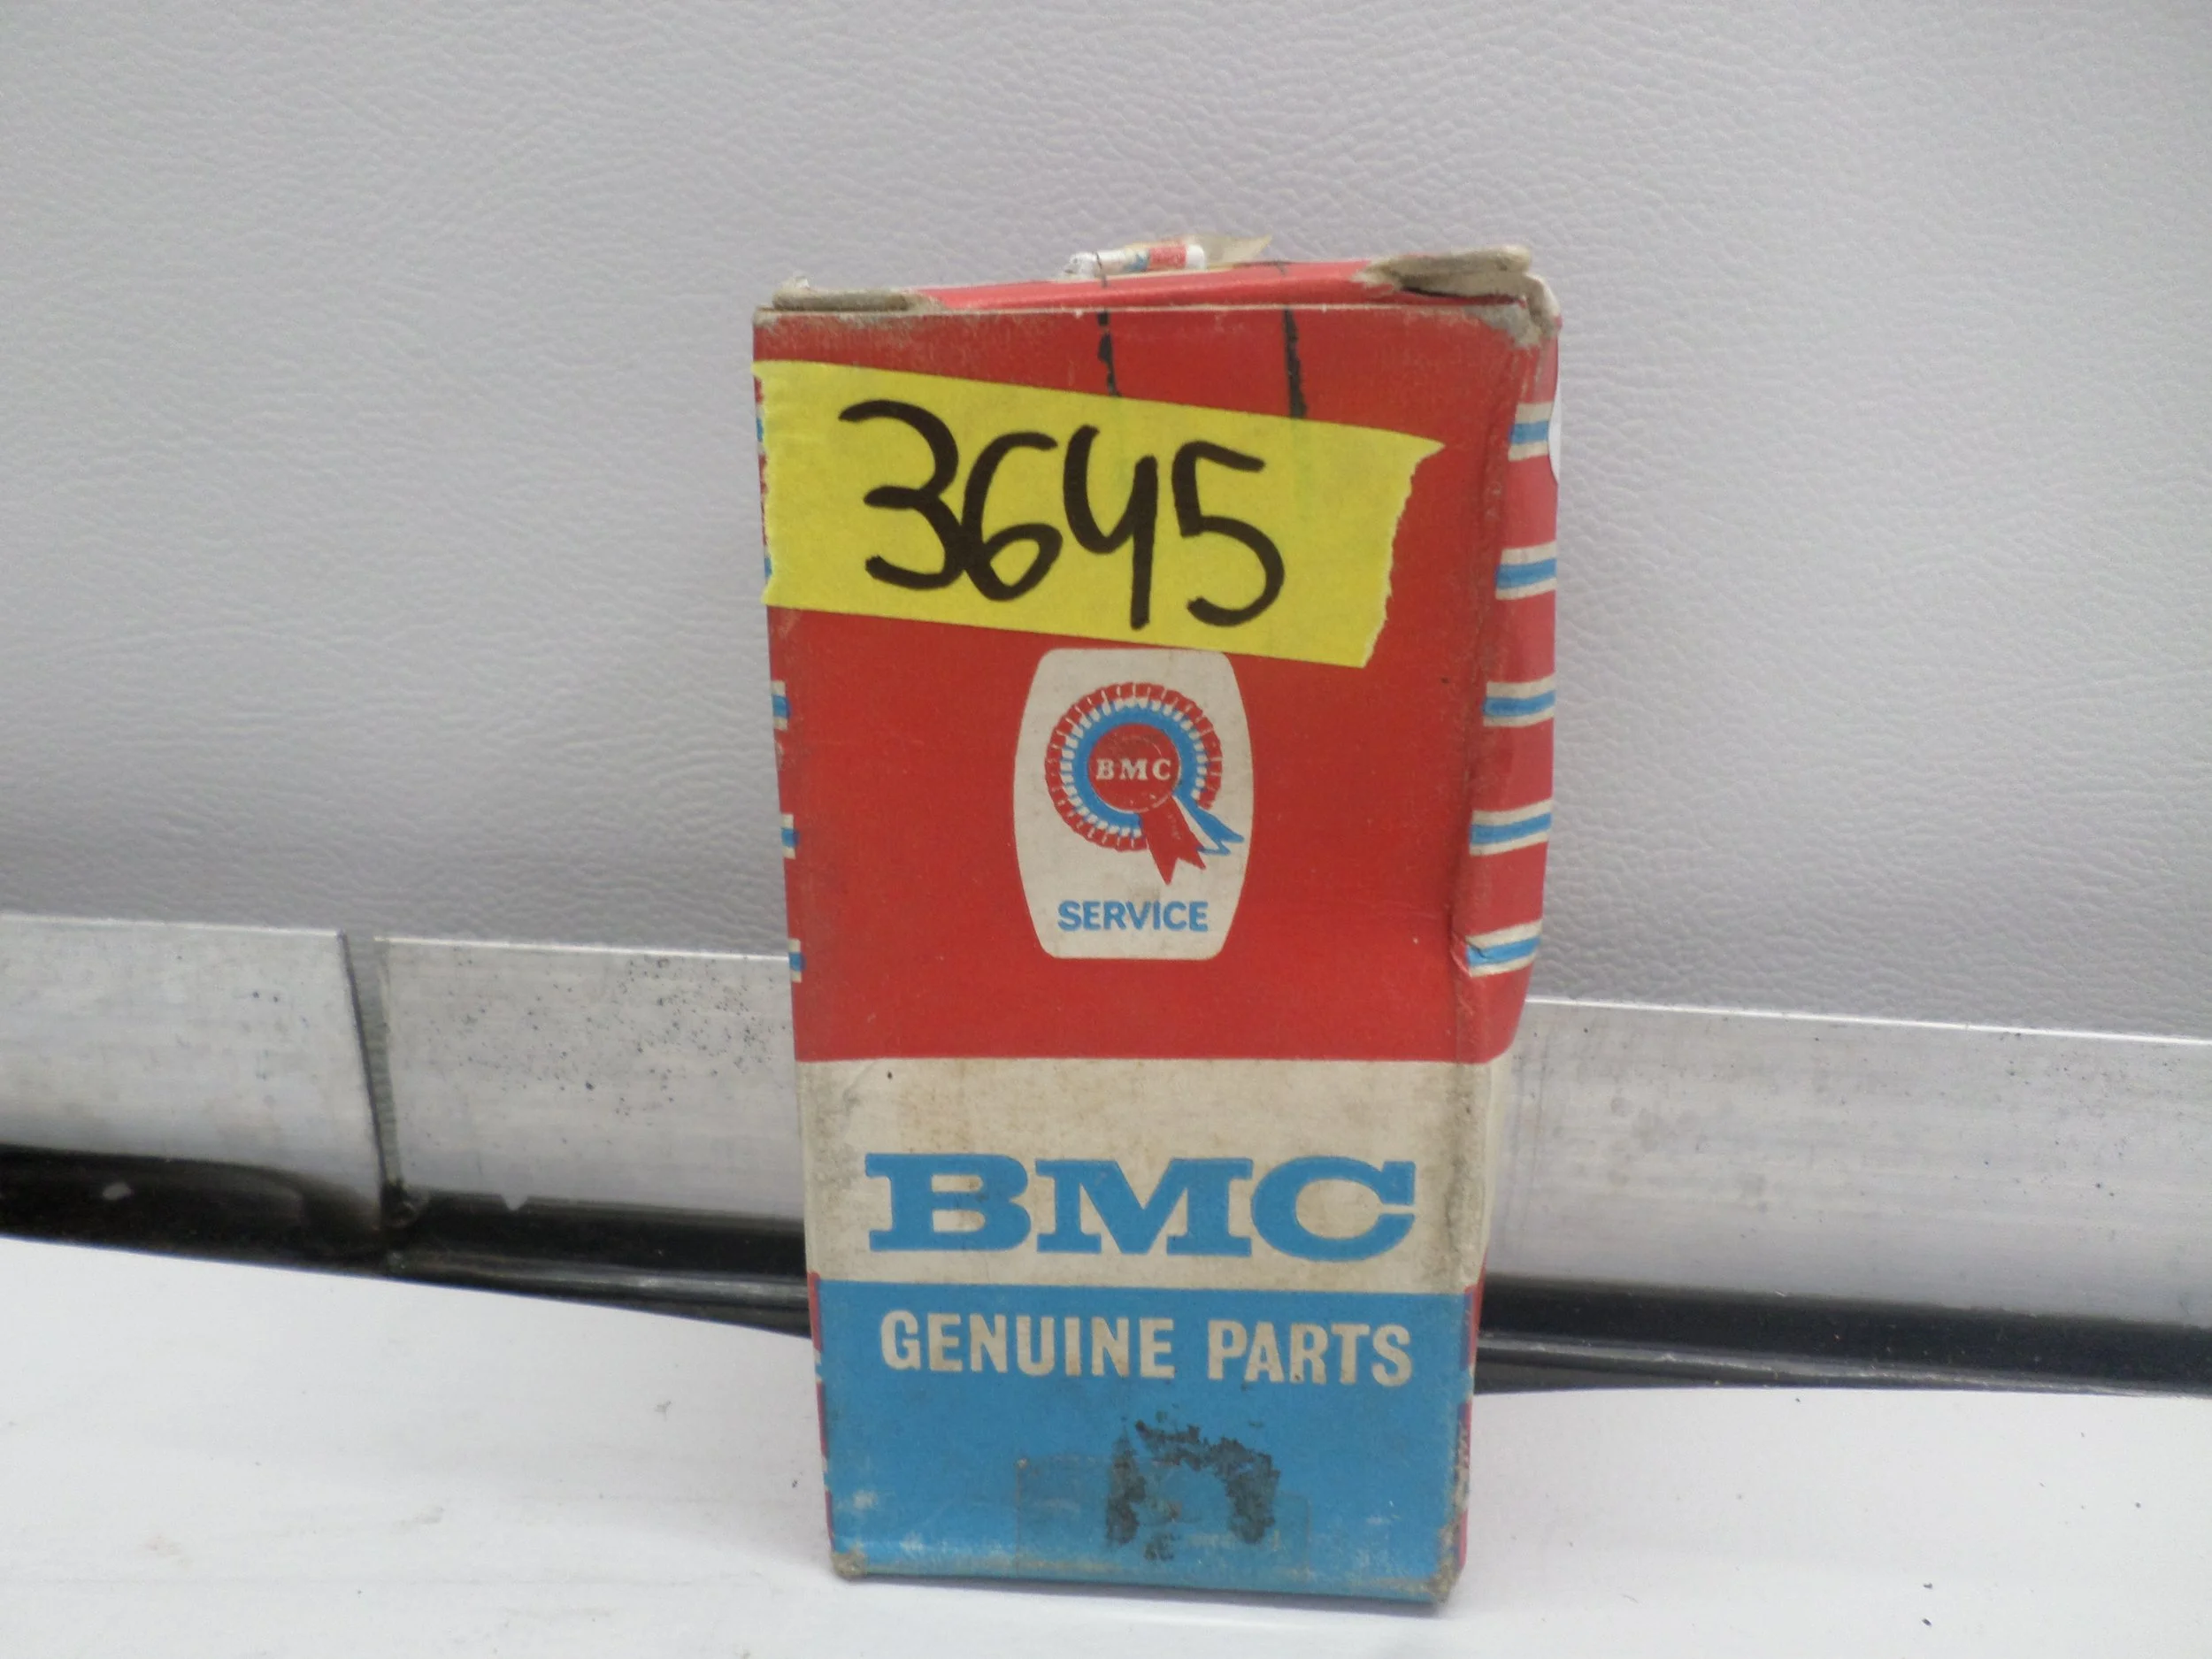 3645
BMC
SERVICE
BMC
GENUINE PARTS